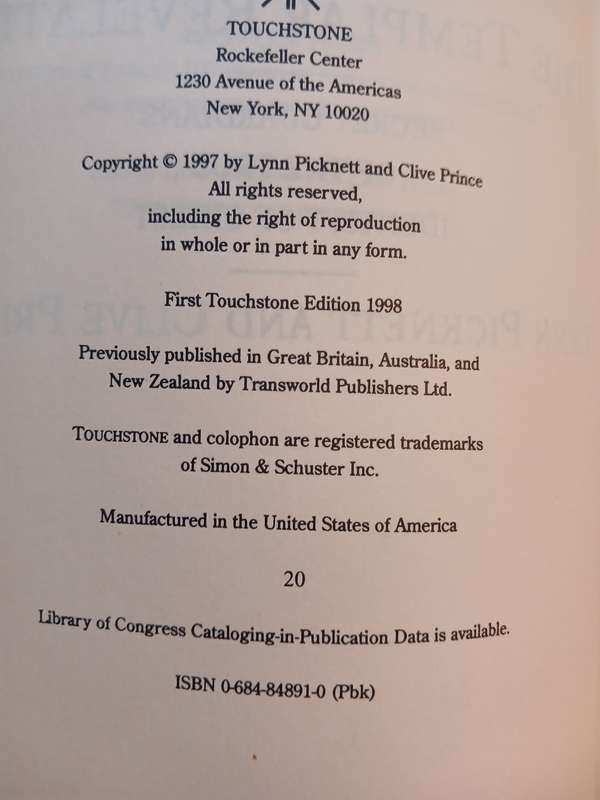 TOUCHSTONE
Rockefeller Center
1230 Avenue of the Americas
New York, NY 10020
Copyright © 1997 by Lynn Picknett and Clive Prince
All rights reserved,
including the right of reproduction
in whole or in part in any form.
First Touchstone Edition 1998
Previously published in Great Britain, Australia, and
New Zealand by Transworld Publishers Ltd.
TOUCHSTONE and colophon are registered trademarks
of Simon & Schuster Inc.
Manufactured in the United States of America
20
Library of Congress Cataloging-in-Publication Data is available.
ISBN 0-684-84891-0 (Pbk)